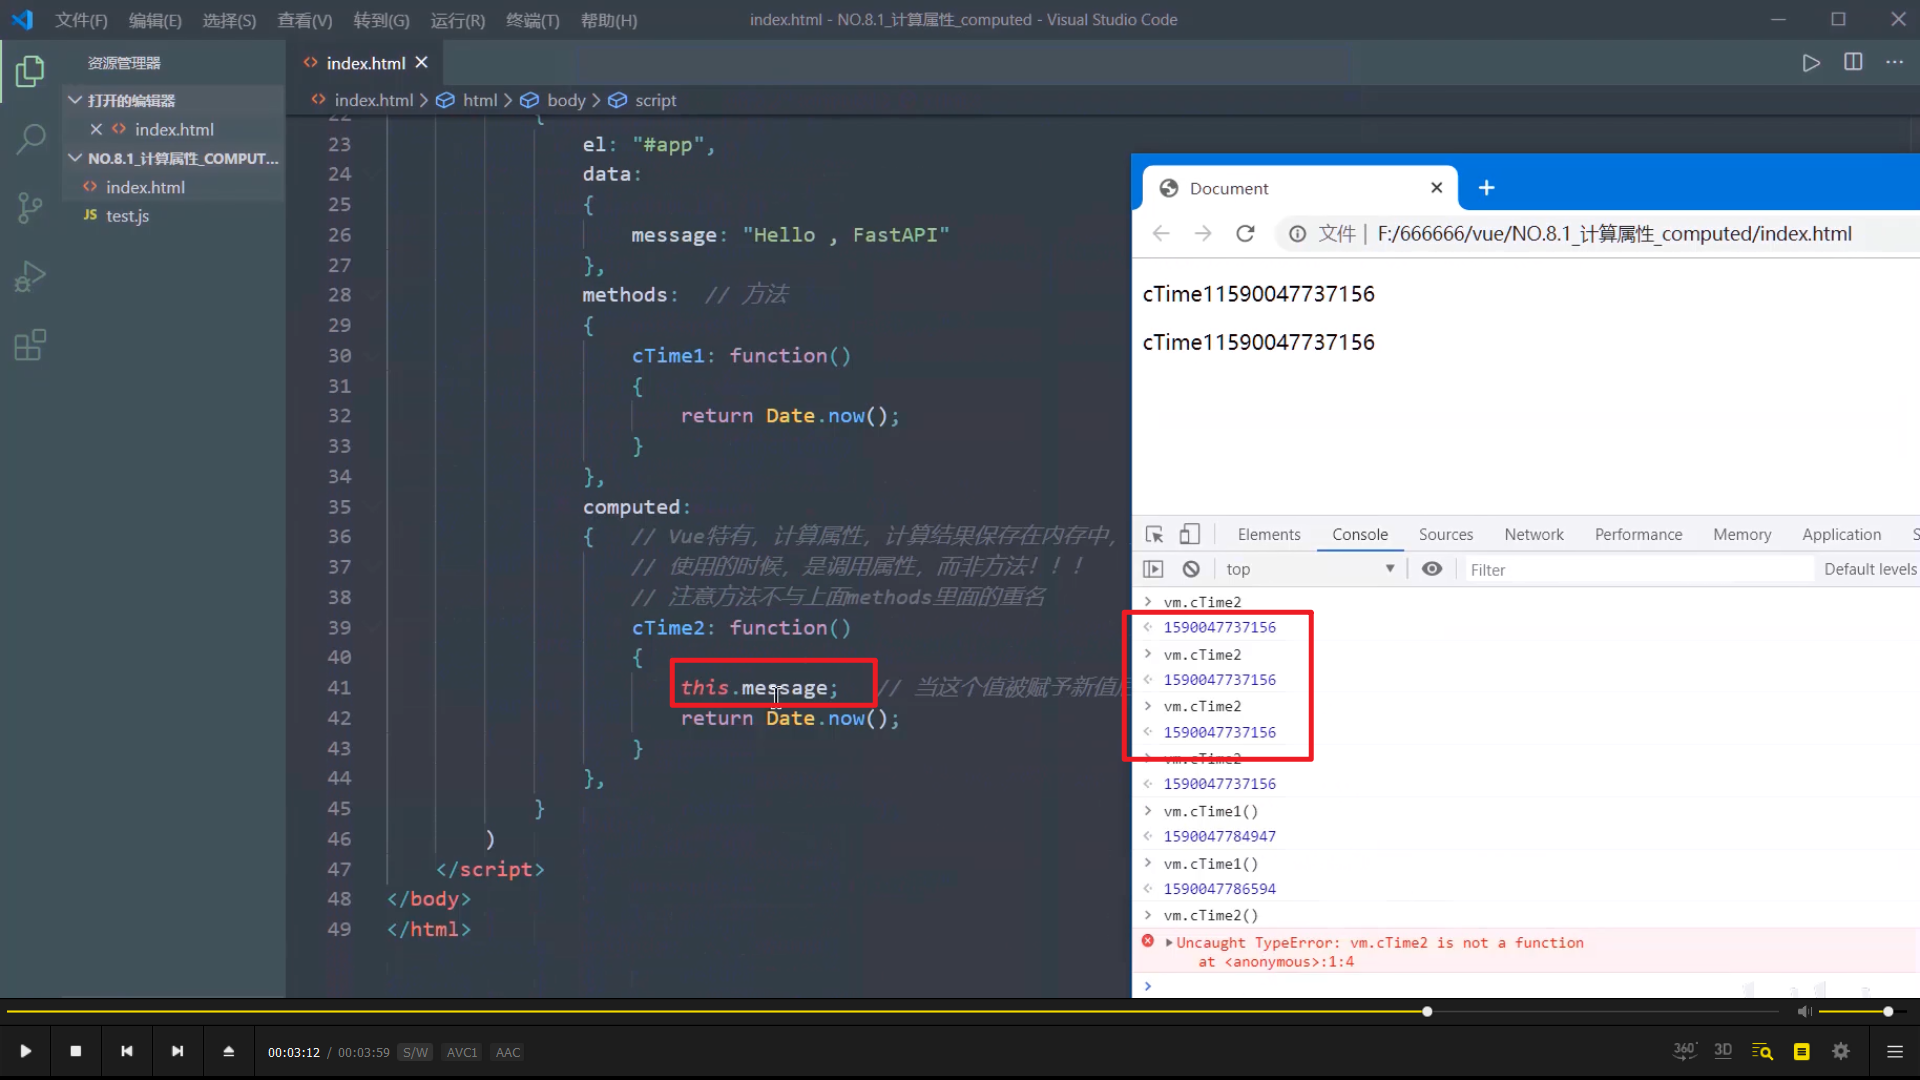 文件(F) 编辑(E) 选择(S) 查看(V) 转到(G) 运行(R) 终端(T) 帮助(H) index.html - NO.8.1_计算属性_computed - Visual Studio Code
资源管理器
打开的编辑器
index.html
NO.8.1_计算属性_COMPUT...
index.html
JS test.js
index.html
index.html > html > body > script
22 {
23 el: "#app",
24 data:
25 {
26 message: "Hello , FastAPI"
27 },
28 methods: // 方法
29 {
30 cTime1: function()
31 {
32 return Date.now();
33 }
34 },
35 computed:
36 { // Vue特有，计算属性，计算结果保存在内存中，
37 // 使用的时候，是调用属性，而非方法！！！
38 // 注意方法不与上面methods里面的重名
39 cTime2: function()
40 {
41 this.message; // 当这个值被赋予新值后
42 return Date.now();
43 }
44 },
45 }
46 )
47 </script>
48 </body>
49 </html>
Document
文件 | F:/666666/vue/NO.8.1_计算属性_computed/index.html
cTime11590047737156
cTime11590047737156
Elements Console Sources Network Performance Memory Application S
top Filter Default levels
> vm.cTime2
1590047737156
> vm.cTime2
1590047737156
> vm.cTime2
1590047737156
> vm.cTime2
1590047737156
> vm.cTime1()
1590047784947
> vm.cTime1()
1590047786594
> vm.cTime2()
Uncaught TypeError: vm.cTime2 is not a function
at <anonymous>:1:4
>
00:03:12 / 00:03:59 S/W AVC1 AAC
360° 3D